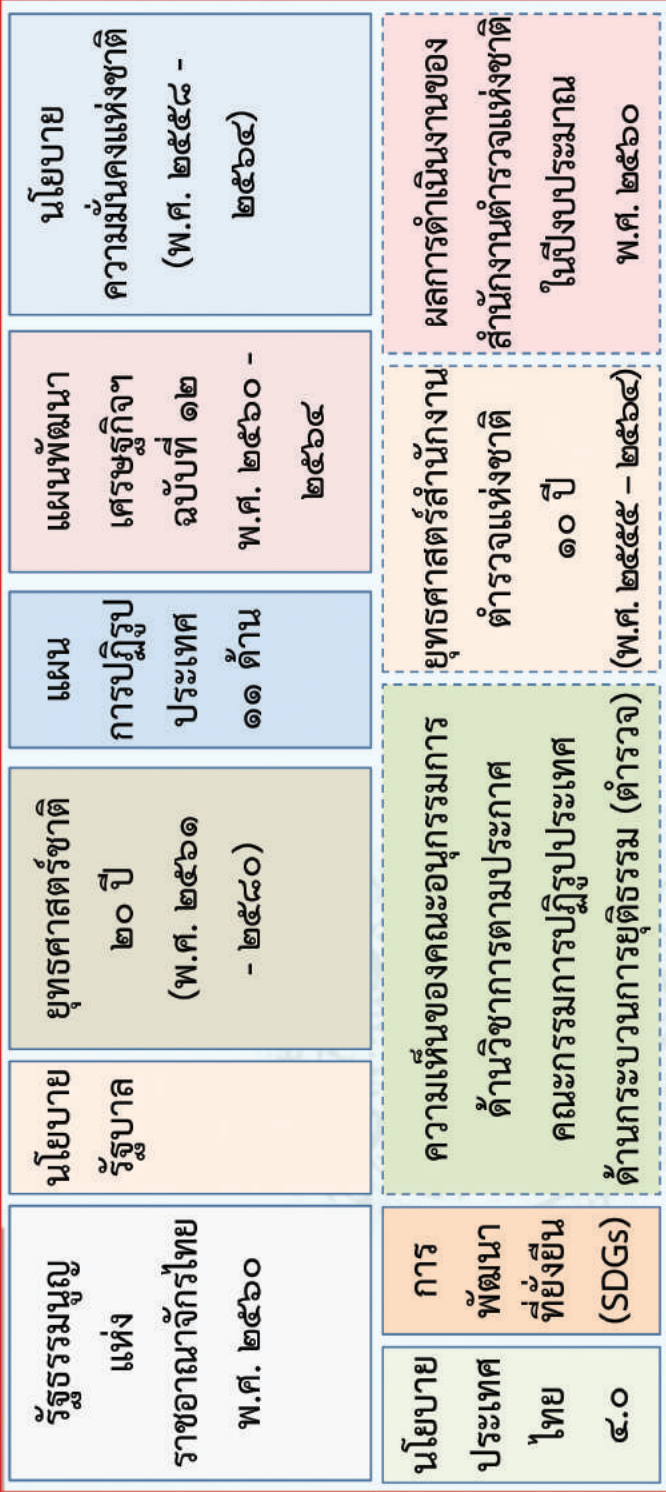 รัฐธรรมนูญ
แห่ง
ราชอาณาจักรไทย
พ.ศ. ๒๕๖๐
นโยบาย
รัฐบาล
ยุทธศาสตร์ชาติ
๒๐ ปี
(พ.ศ. ๒๕๖๑
- ๒๕๘๐)
แผน
การปฏิรูป
ประเทศ
๑๑ ด้าน
แผนพัฒนา
เศรษฐกิจฯ
ฉบับที่ ๑๒
พ.ศ. ๒๕๖๐ -
๒๕๖๔
นโยบาย
ความมั่นคงแห่งชาติ
(พ.ศ. ๒๕๕๘ -
๒๕๖๔)
นโยบาย
ประเทศ
ไทย
๔.๐
การ
พัฒนา
ที่ยั่งยืน
(SDGs)
ความเห็นของคณะอนุกรรมการ
ด้านวิชาการตามประกาศ
คณะกรรมการปฏิรูปประเทศ
ด้านกระบวนการยุติธรรม (ตำรวจ)
ยุทธศาสตร์สำนักงาน
ตำรวจแห่งชาติ
๑๐ ปี
(พ.ศ. ๒๕๕๕ – ๒๕๖๔)
ผลการดำเนินงานของ
สำนักงานตำรวจแห่งชาติ
ในปีงบประมาณ
พ.ศ. ๒๕๖๐